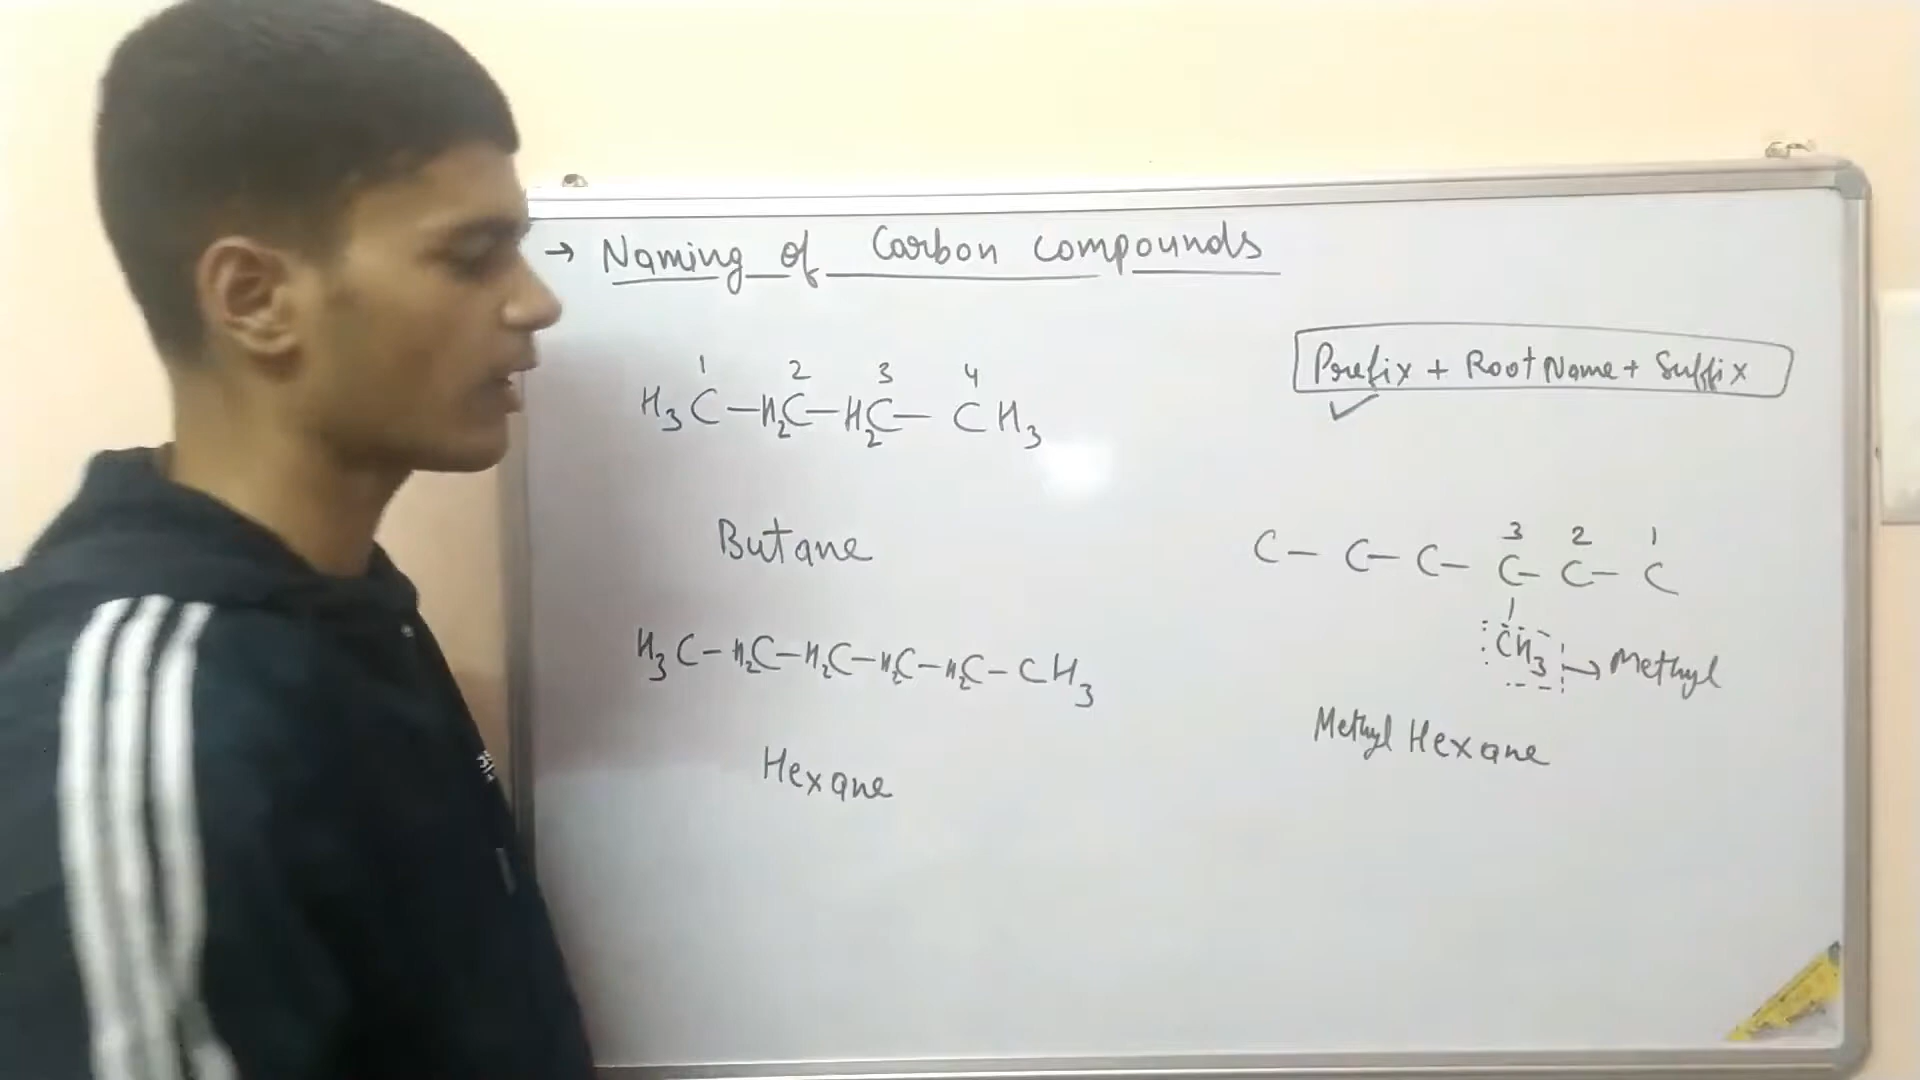 → Naming of Carbon compounds
Prefix + Root Name + Suffix
1 2 3 4
H₃C—H₂C—H₂C—CH₃
Butane
3 2 1
C—C—C—C—C—C
CH₃ → Methyl
Methyl Hexane
H₃C—H₂C—H₂C—H₂C—H₂C—CH₃
Hexane